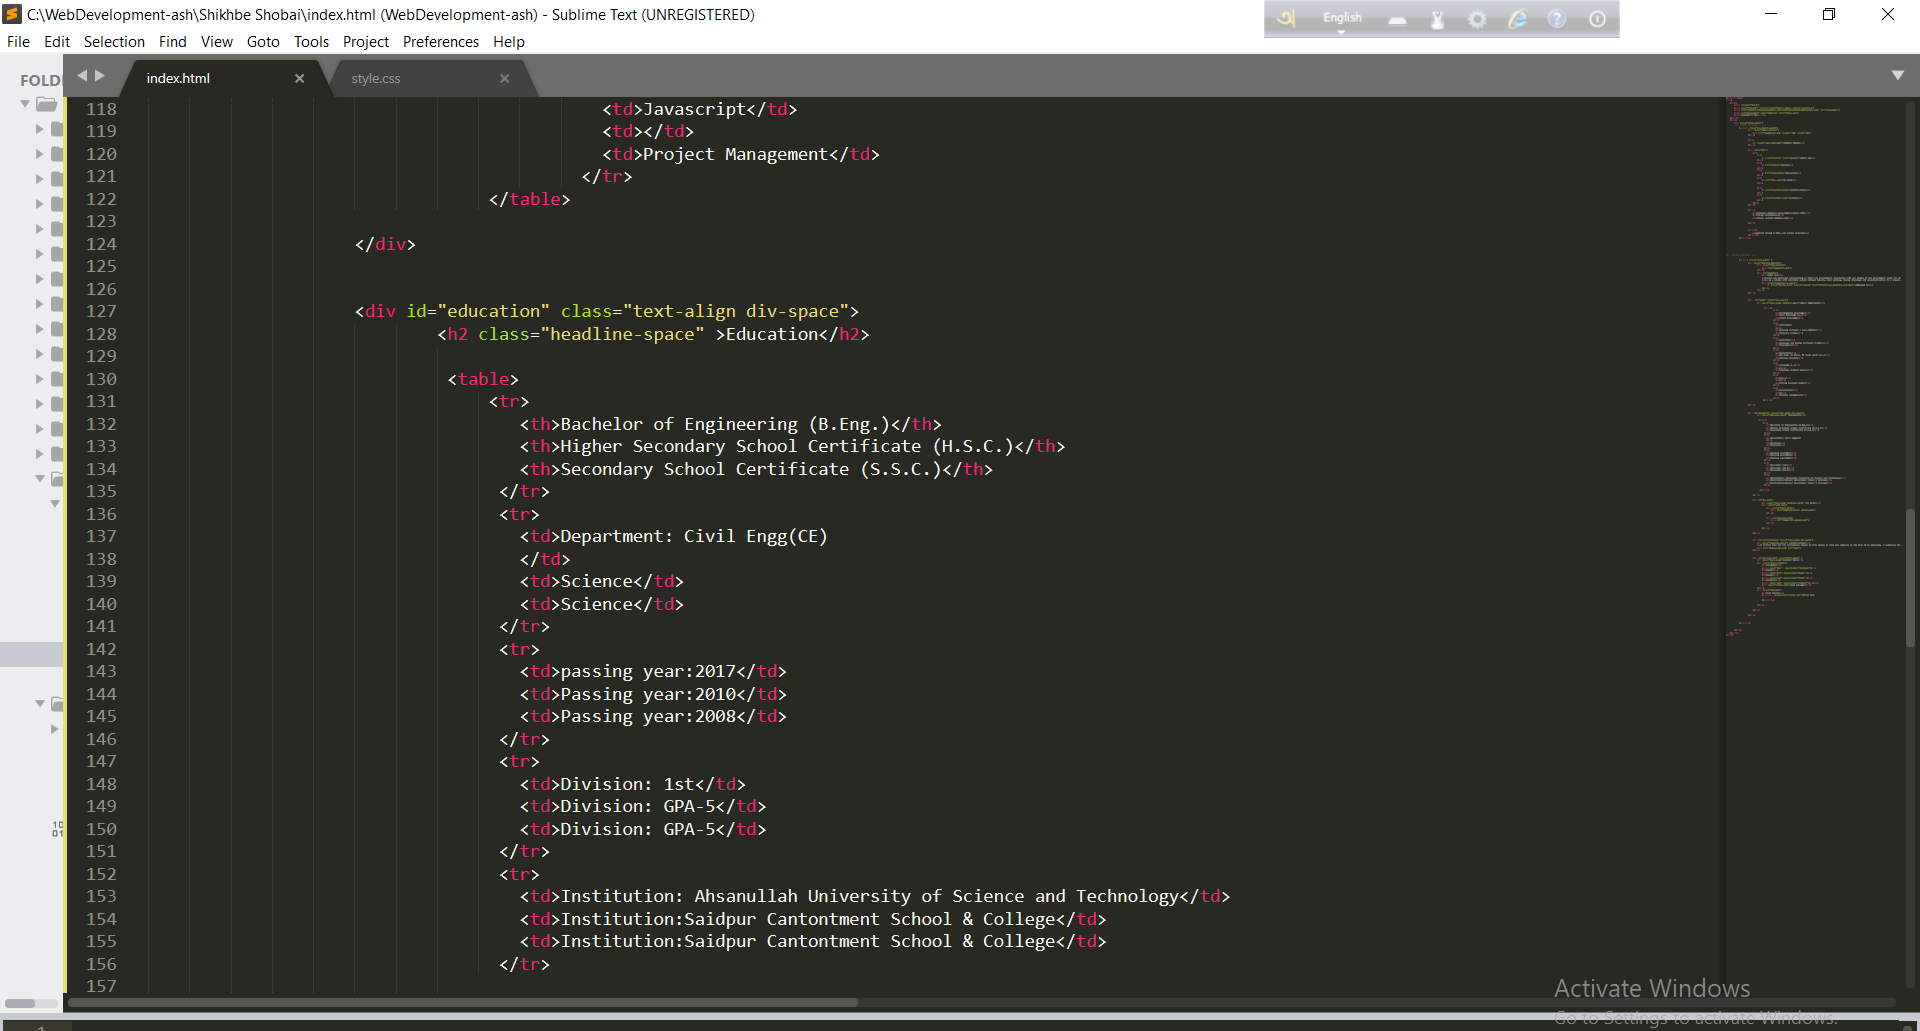 C:\WebDevelopment-ash\Shikhbe Shobai\index.html (WebDevelopment-ash) - Sublime Text (UNREGISTERED)
অ English
File Edit Selection Find View Goto Tools Project Preferences Help
FOLD
index.html style.css
118 <td>Javascript</td>
119 <td></td>
120 <td>Project Management</td>
121 </tr>
122 </table>
123
124 </div>
125
126
127 <div id="education" class="text-align div-space">
128 <h2 class="headline-space" >Education</h2>
129
130 <table>
131 <tr>
132 <th>Bachelor of Engineering (B.Eng.)</th>
133 <th>Higher Secondary School Certificate (H.S.C.)</th>
134 <th>Secondary School Certificate (S.S.C.)</th>
135 </tr>
136 <tr>
137 <td>Department: Civil Engg(CE)
138 </td>
139 <td>Science</td>
140 <td>Science</td>
141 </tr>
142 <tr>
143 <td>passing year:2017</td>
144 <td>Passing year:2010</td>
145 <td>Passing year:2008</td>
146 </tr>
147 <tr>
148 <td>Division: 1st</td>
149 <td>Division: GPA-5</td>
150 <td>Division: GPA-5</td>
151 </tr>
152 <tr>
153 <td>Institution: Ahsanullah University of Science and Technology</td>
154 <td>Institution:Saidpur Cantontment School & College</td>
155 <td>Institution:Saidpur Cantontment School & College</td>
156 </tr>
157
Activate Windows
Go to Settings to activate Windows.